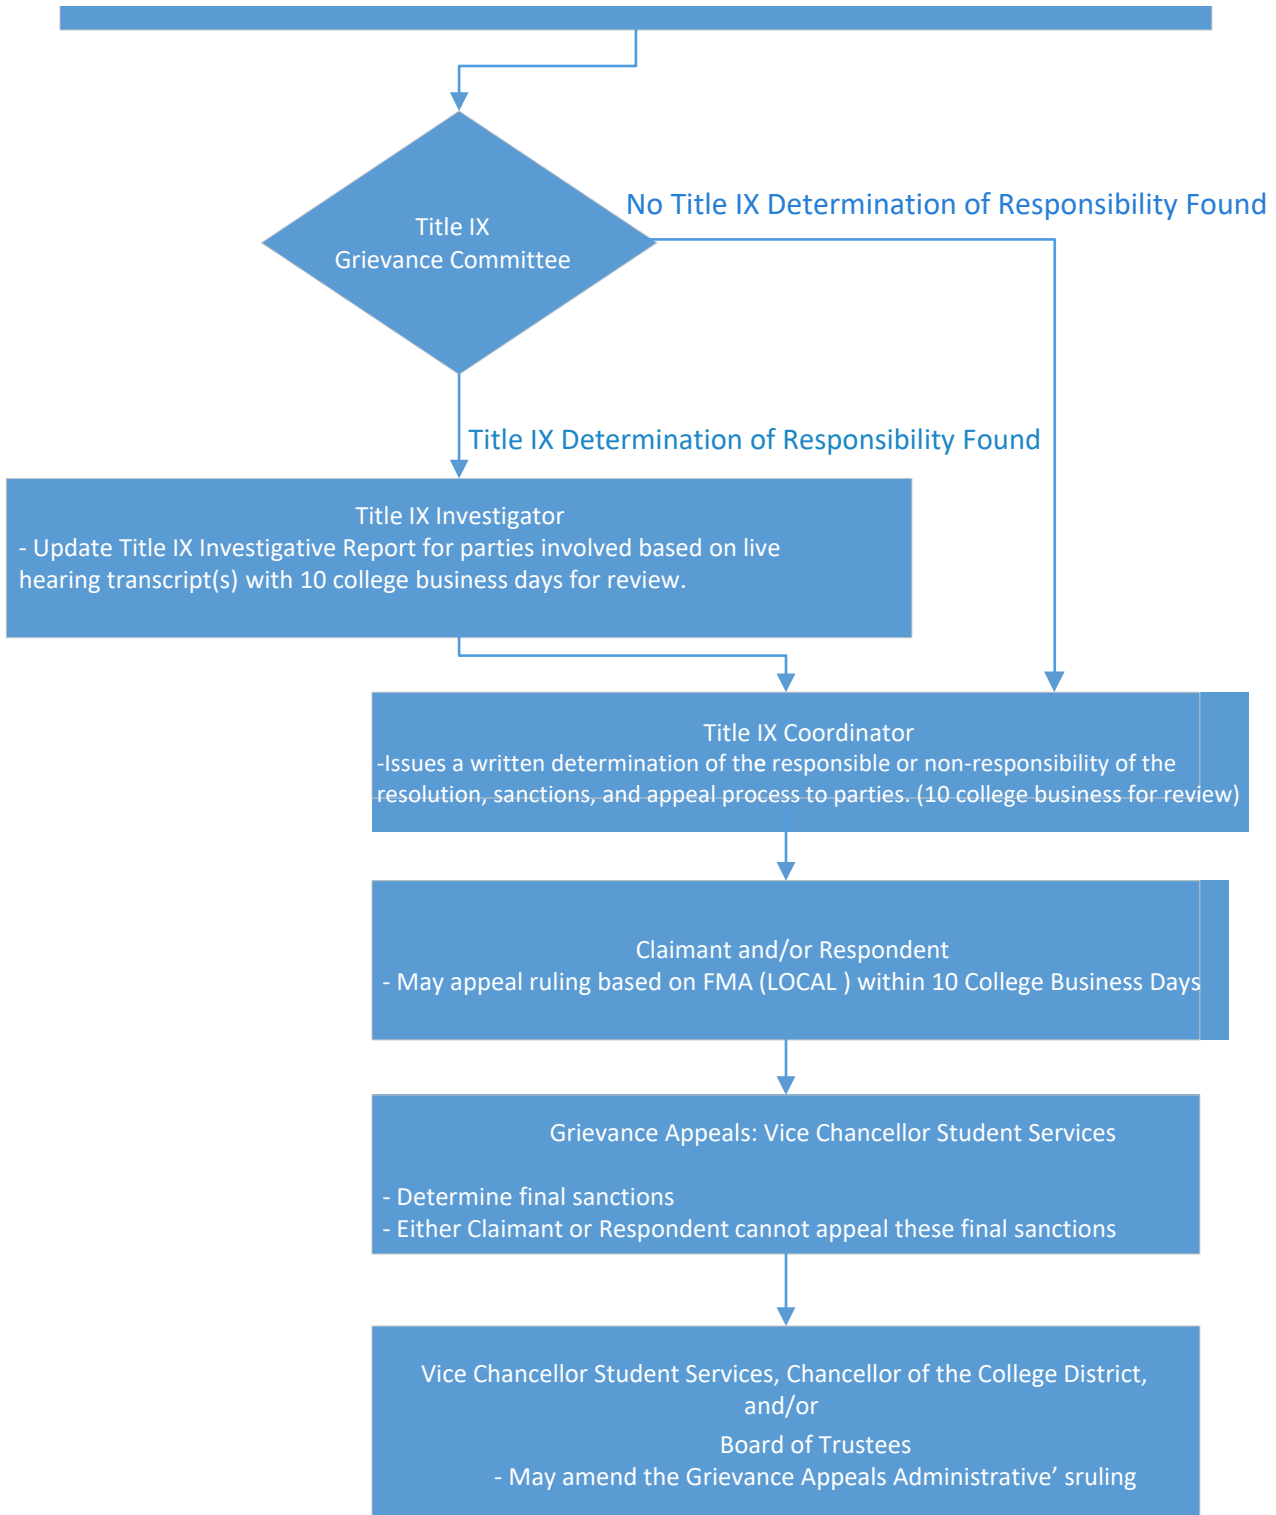 No Title IX Determination of Responsibility Found
Title IX
Grievance Committee
Title IX Determination of Responsibility Found
Title IX Investigator
- Update Title IX Investigative Report for parties involved based on live
hearing transcript(s) with 10 college business days for review.
Title IX Coordinator
-Issues a written determination of the responsible or non-responsibility of the
resolution, sanctions, and appeal process to parties. (10 college business for review)
Claimant and/or Respondent
- May appeal ruling based on FMA (LOCAL ) within 10 College Business Days
Grievance Appeals: Vice Chancellor Student Services
- Determine final sanctions
- Either Claimant or Respondent cannot appeal these final sanctions
Vice Chancellor Student Services, Chancellor of the College District,
and/or
Board of Trustees
- May amend the Grievance Appeals Administrative’ sruling